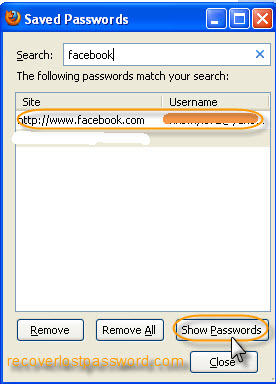 Saved Passwords
Search: facebook
The following passwords match your search:
Site Username
http://www.facebook.com
Remove Remove All Show Passwords
recoverlostpassword.com Close